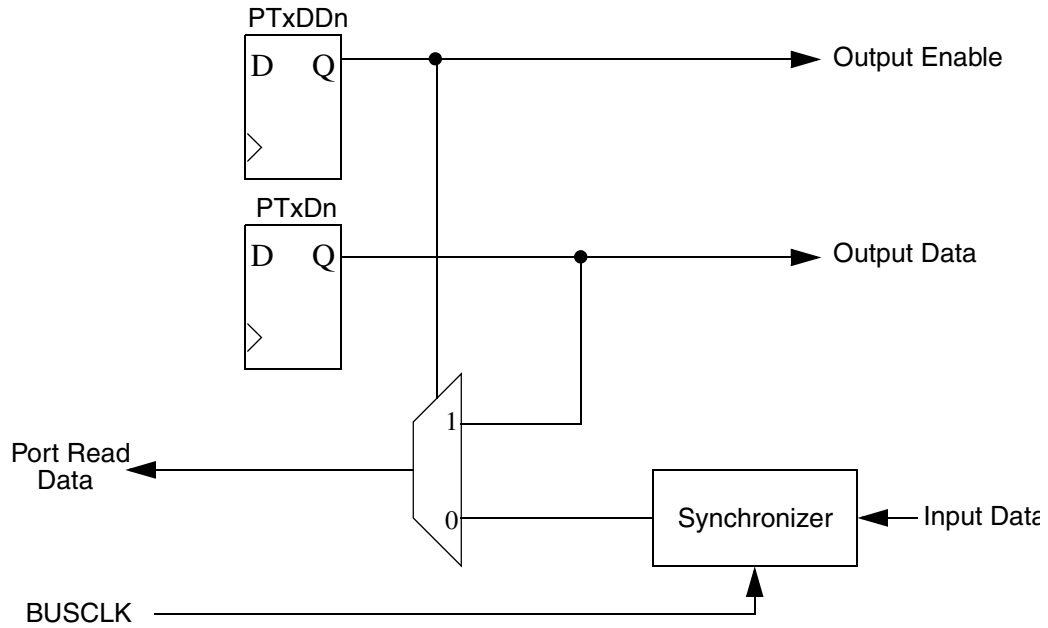 PTxDDn
D Q
Output Enable
PTxDn
D Q
Output Data
1
Port Read
Data
0
Synchronizer
Input Data
BUSCLK